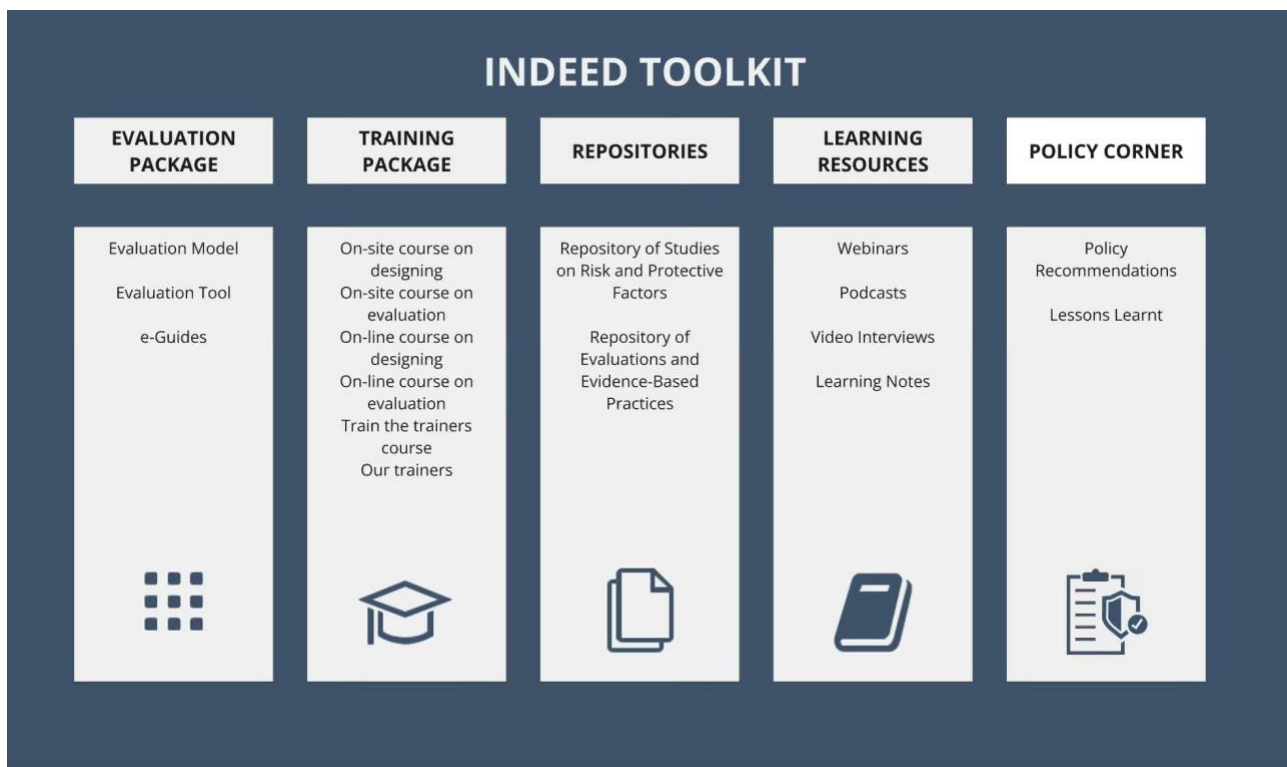 INDEED TOOLKIT
EVALUATION
PACKAGE
Evaluation Model
Evaluation Tool
e-Guides
TRAINING
PACKAGE
On-site course on
designing
On-site course on
evaluation
On-line course on
designing
On-line course on
evaluation
Train the trainers
course
Our trainers
REPOSITORIES
Repository of Studies
on Risk and Protective
Factors
Repository of
Evaluations and
Evidence-Based
Practices
LEARNING
RESOURCES
Webinars
Podcasts
Video Interviews
Learning Notes
POLICY CORNER
Policy
Recommendations
Lessons Learnt